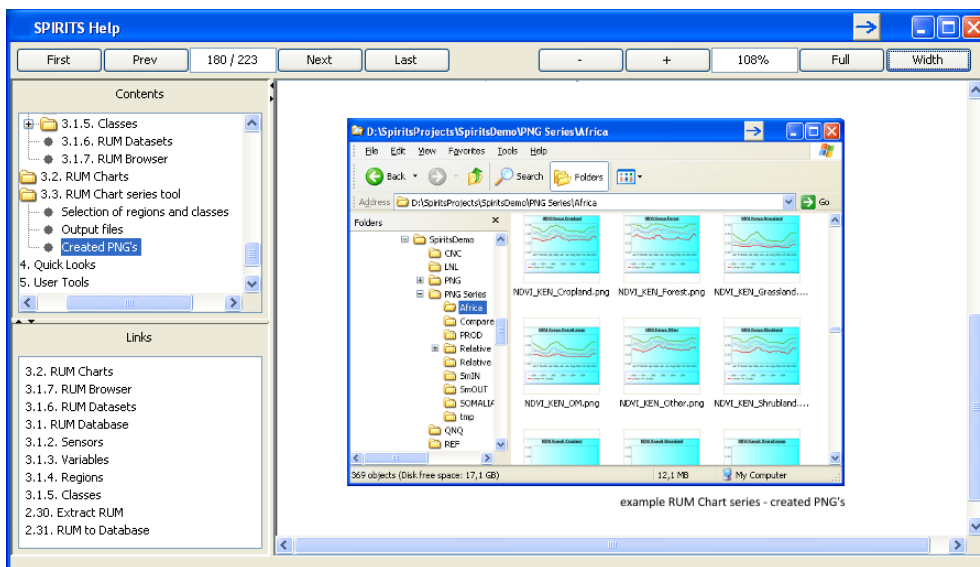 SPIRITS Help
First Prev 180 / 223 Next Last - + 108% Full Width
Contents
3.1.5. Classes
3.1.6. RUM Datasets
3.1.7. RUM Browser
3.2. RUM Charts
3.3. RUM Chart series tool
Selection of regions and classes
Output files
Created PNG's
4. Quick Looks
5. User Tools
Links
3.2. RUM Charts
3.1.7. RUM Browser
3.1.6. RUM Datasets
3.1. RUM Database
3.1.2. Sensors
3.1.3. Variables
3.1.4. Regions
3.1.5. Classes
2.30. Extract RUM
2.31. RUM to Database
D:\SpiritsProjects\SpiritsDemo\PNG Series\Africa
File Edit View Favorites Tools Help
Back Search Folders
Address D:\SpiritsProjects\SpiritsDemo\PNG Series\Africa Go
Folders x
SpiritsDemo
CNC
LNL
PNG
PNG Series
Africa
Compare
PROD
Relative
Relative
SmIN
SmOUT
SOMALIA
tmp
QNQ
REF
NDVI_KEN_Cropland.png NDVI_KEN_Forest.png NDVI_KEN_Grassland....
NDVI_KEN_OM.png NDVI_KEN_Other.png NDVI_KEN_Shrubland....
369 objects (Disk free space: 17,1 GB) 12,1 MB My Computer
example RUM Chart series - created PNG's